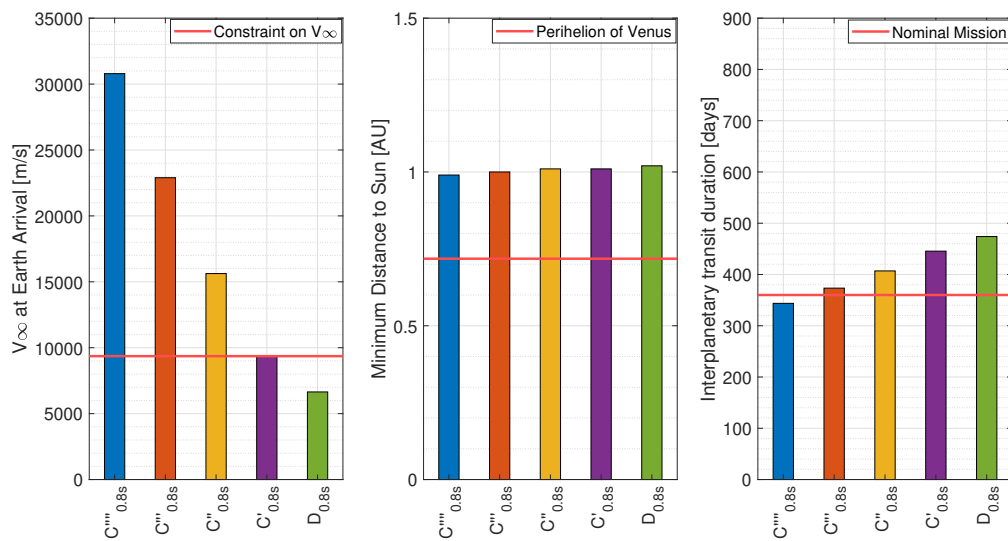 V∞ at Earth Arrival [m/s]
35000
30000
25000
20000
15000
10000
5000
0
Constraint on V∞
C''''0.8s
C'''0.8s
C''0.8s
C'0.8s
D0.8s
Minimum Distance to Sun [AU]
1.5
1
0.5
0
Perihelion of Venus
C''''0.8s
C'''0.8s
C''0.8s
C'0.8s
D0.8s
Interplanetary transit duration [days]
900
800
700
600
500
400
300
200
100
0
Nominal Mission
C''''0.8s
C'''0.8s
C''0.8s
C'0.8s
D0.8s